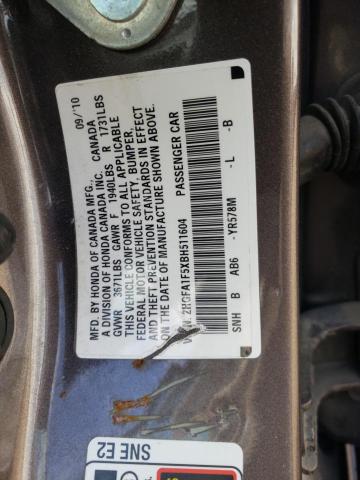 MFD. BY HONDA OF CANADA MFG. 09/'10
A DIVISION OF HONDA CANADA INC. CANADA
GVWR 3671LBS GAWR F 1940LBS R 1731LBS
THIS VEHICLE CONFORMS TO ALL APPLICABLE
FEDERAL MOTOR VEHICLE SAFETY, BUMPER,
AND THEFT PREVENTION STANDARDS IN EFFECT
ON THE DATE OF MANUFACTURE SHOWN ABOVE.
2HGFA1F5XBH511604 PASSENGER CAR
SNH B AB6 -YR578M -L -B
SNE E2